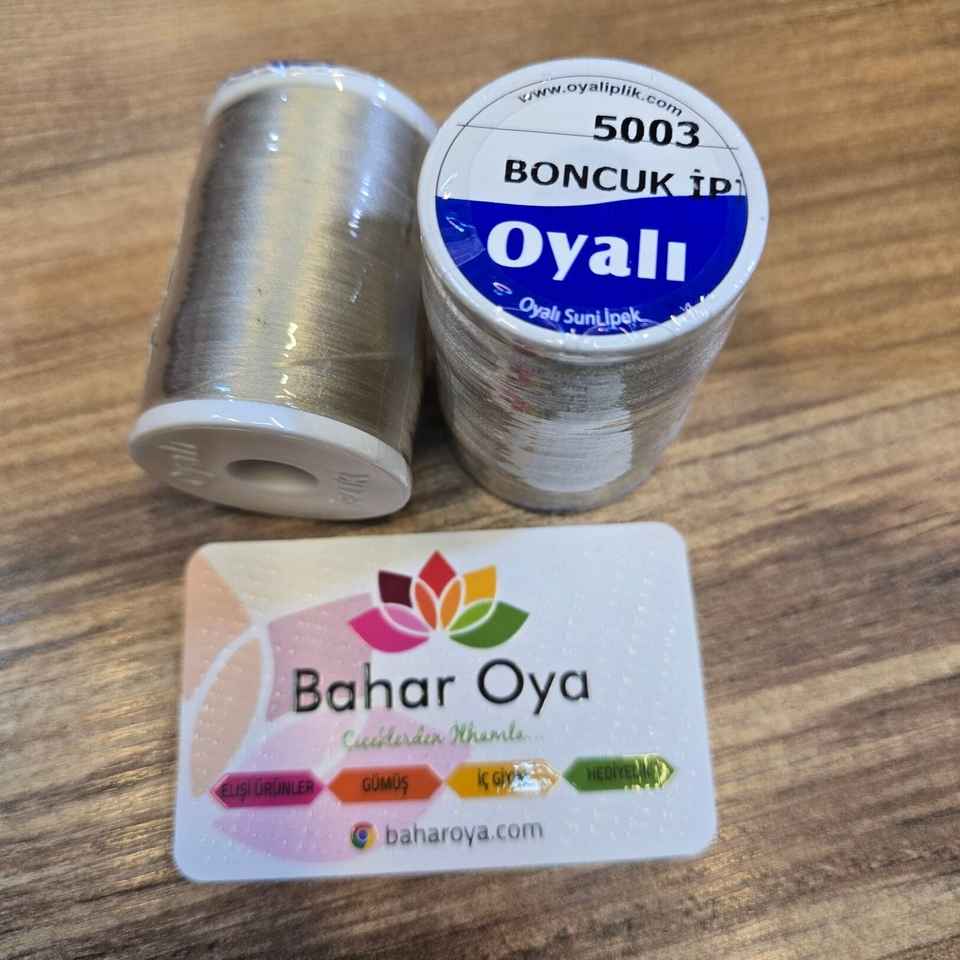 www.oyaliplik.com
5003
BONCUK İPİ
Oyalı
Oyalı Suni İpek
Oyalı
Bahar Oya
Çiçeklerden İlhamla...
ELİŞİ ÜRÜNLER
GÜMÜŞ
İÇ GİYİM
HEDİYELİK
baharoya.com